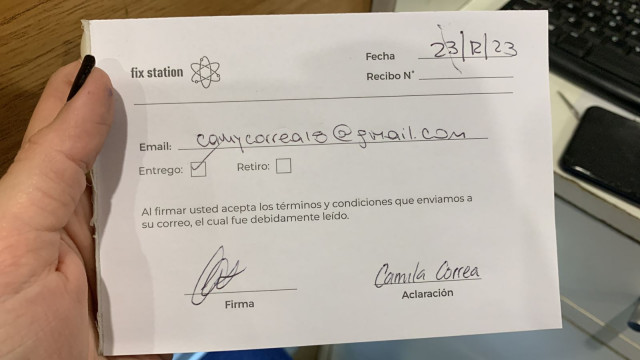 fix station
Fecha 23/12/23
Recibo N°
Email: camycorrea18@gmail.com
Entrego: ☑ Retiro: ☐
Al firmar usted acepta los términos y condiciones que enviamos a
su correo, el cual fue debidamente leído.
Camila Correa
Firma Aclaración